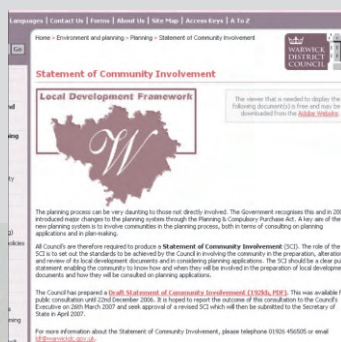 Languages | Contact Us | Forms | About Us | Site Map | Access Keys | A to Z
Go
Home - Environment and planning - Planning - Statement of Community Involvement
WARWICK
DISTRICT
COUNCIL
Statement of Community Involvement
Local Development Framework
W
The viewer that is needed to display the
following document(s) is free and may be
downloaded from the Adobe Website.
The planning process can be very daunting to those not directly involved. The Government recognises this and in 200
introduced major changes to the planning system through the Planning & Compulsory Purchase Act. A key aim of the
new planning system is to involve communities in the planning process, both in terms of consulting on planning
applications and in plan-making.
All Council's are therefore required to produce a Statement of Community Involvement (SCI). The role of the
SCI is to set out the standards to be achieved by the Council in involving the community in the preparation, alteration
and review of its local development documents and in considering planning applications. The SCI should be a clear pu
statement enabling the community to know how and when they will be involved in the preparation of local developme
documents and how they will be consulted on planning applications.
The Council has prepared a Draft Statement of Community Involvement (192kb, PDF). This was available f
public consultation until 22nd December 2006. It is hoped to report the outcome of this consultation to the Council's
Executive on 26th March 2007 and seek approval of a revised SCI which will then be submitted to the Secretary of
State in April 2007.
For more information about the Statement of Community Involvement, please telephone 01926 456505 or email
ldf@warwickdc.gov.uk.